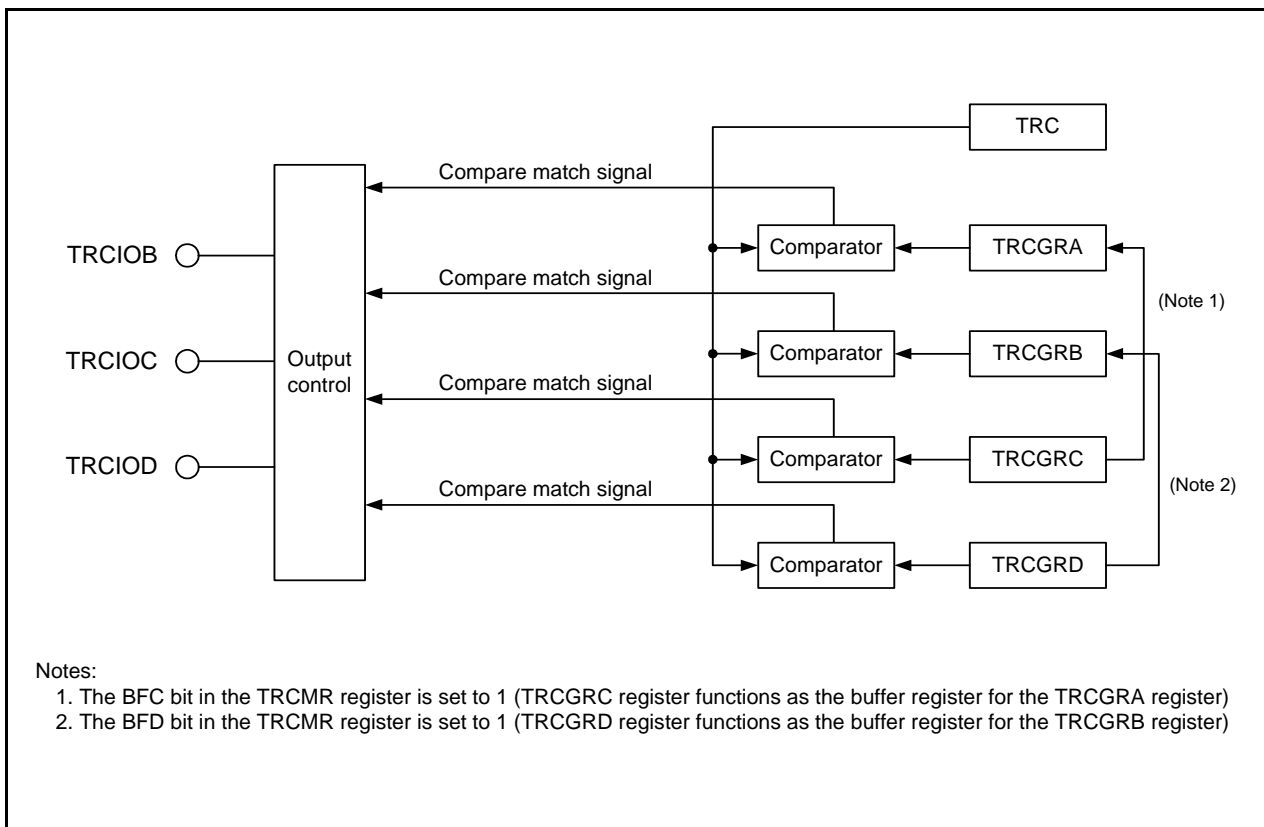 TRC
Compare match signal
Comparator
TRCGRA
TRCIOB
Compare match signal
(Note 1)
Comparator
TRCGRB
TRCIOC
Output
control
Compare match signal
Comparator
TRCGRC
TRCIOD
Compare match signal
(Note 2)
Comparator
TRCGRD
Notes:
1. The BFC bit in the TRCMR register is set to 1 (TRCGRC register functions as the buffer register for the TRCGRA register)
2. The BFD bit in the TRCMR register is set to 1 (TRCGRD register functions as the buffer register for the TRCGRB register)